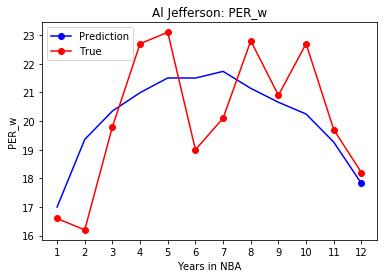 Al Jefferson: PER_w
Prediction
True
PER_w
23
22
21
20
19
18
17
16
1 2 3 4 5 6 7 8 9 10 11 12
Years in NBA